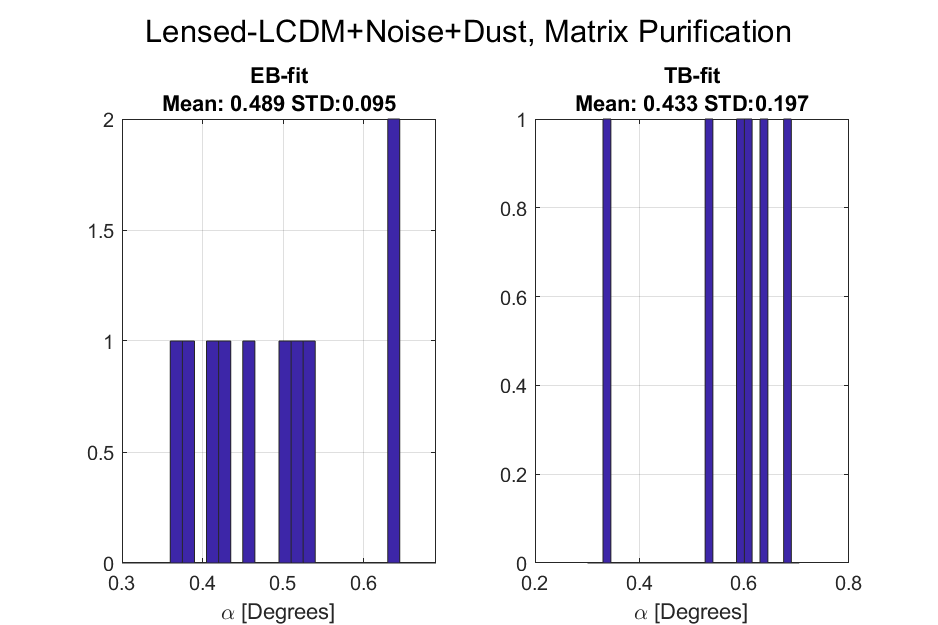 Lensed-LCDM+Noise+Dust, Matrix Purification
EB-fit
Mean: 0.489 STD:0.095
2
1.5
1
0.5
0
0.3
0.4
0.5
0.6
α [Degrees]
TB-fit
Mean: 0.433 STD:0.197
1
0.8
0.6
0.4
0.2
0
0.2
0.4
0.6
0.8
α [Degrees]